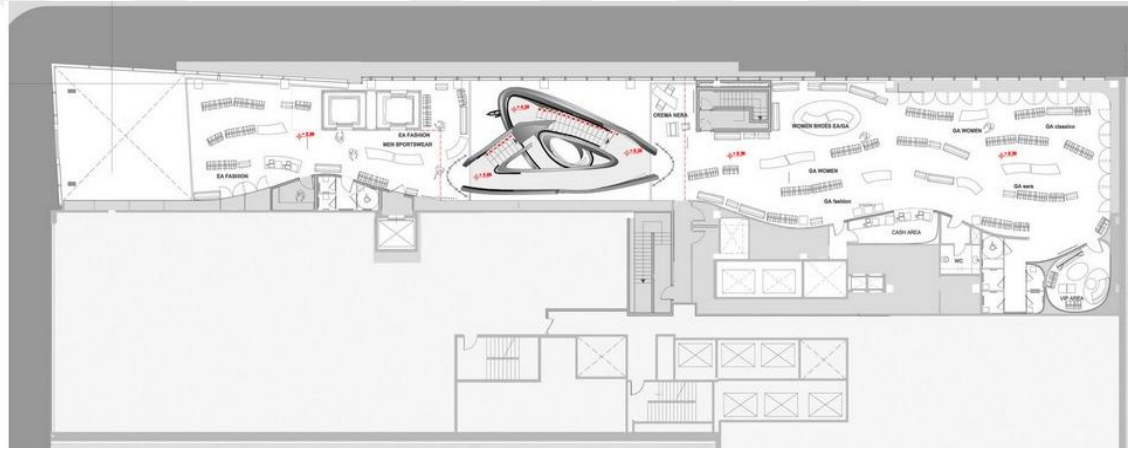 EA FASHION
MEN SPORTSWEAR
EA FASHION
CREMA NERA
WOMEN SHOES EA/GA
GA WOMEN
GA classico
GA WOMEN
GA sera
GA fashion
CASH AREA
WC
VIP AREA